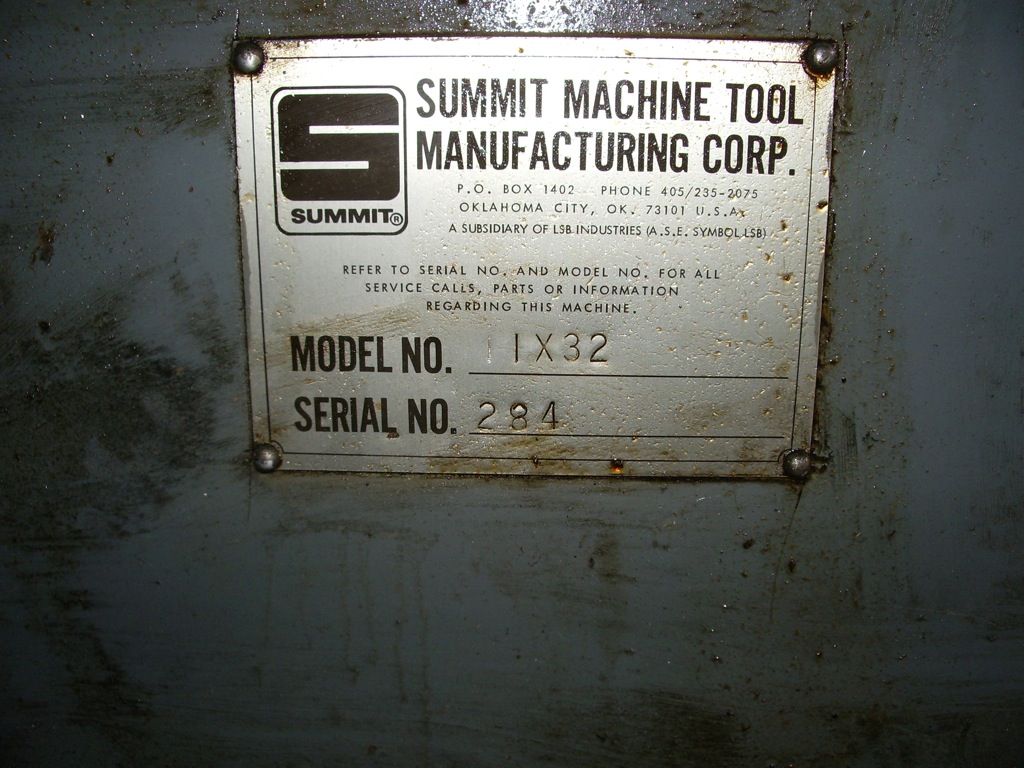 SUMMIT MACHINE TOOL
MANUFACTURING CORP.
SUMMIT®
P.O. BOX 1402 PHONE 405/235-2075
OKLAHOMA CITY, OK. 73101 U.S.A.
A SUBSIDIARY OF LSB INDUSTRIES (A.S.E. SYMBOL LSB)
REFER TO SERIAL NO. AND MODEL NO. FOR ALL
SERVICE CALLS, PARTS OR INFORMATION
REGARDING THIS MACHINE.
MODEL NO. 11X32
SERIAL NO. 284